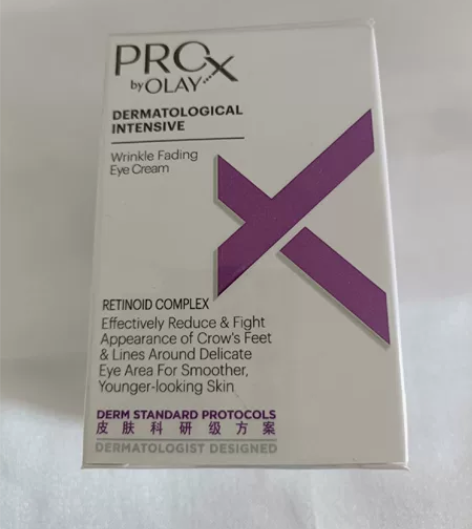 PROX
by OLAY
DERMATOLOGICAL
INTENSIVE
Wrinkle Fading
Eye Cream
RETINOID COMPLEX
Effectively Reduce & Fight
Appearance of Crow's Feet
& Lines Around Delicate
Eye Area For Smoother,
Younger-looking Skin
DERM STANDARD PROTOCOLS
皮肤科研级方案
DERMATOLOGIST DESIGNED